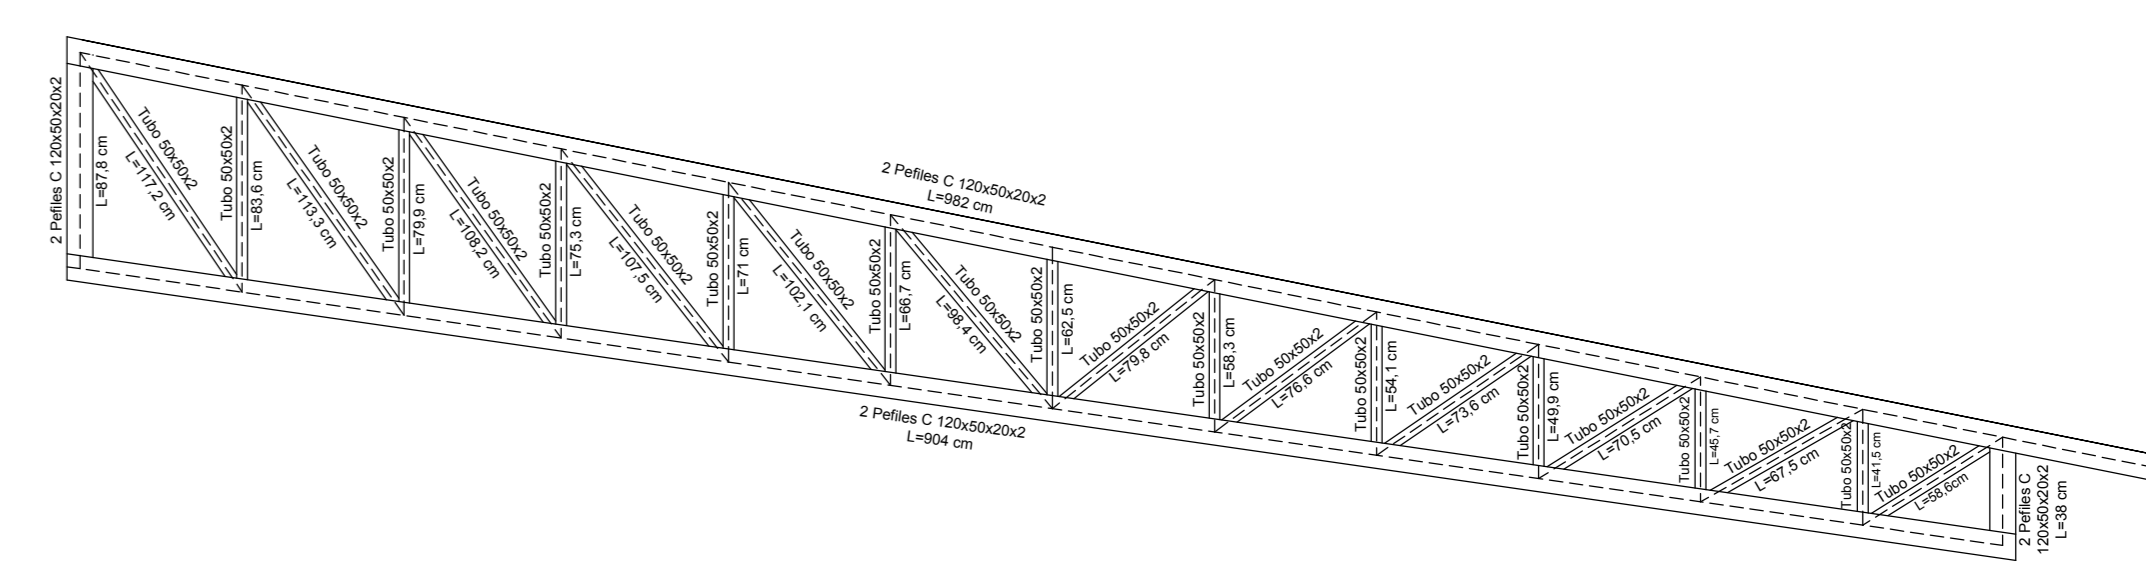 2 Pefiles C 120x50x20x2
L=87,8 cm
Tubo 50x50x2
L=117,2 cm
Tubo 50x50x2
L=83,6 cm
Tubo 50x50x2
L=113,3 cm
Tubo 50x50x2
L=79,9 cm
Tubo 50x50x2
L=108,2 cm
Tubo 50x50x2
L=75,3 cm
Tubo 50x50x2
L=107,5 cm
Tubo 50x50x2
L=71 cm
Tubo 50x50x2
L=102,1 cm
Tubo 50x50x2
L=66,7 cm
Tubo 50x50x2
L=98,4 cm
2 Pefiles C 120x50x20x2
L=982 cm
2 Pefiles C 120x50x20x2
L=904 cm
Tubo 50x50x2
L=62,5 cm
Tubo 50x50x2
L=79,8 cm
Tubo 50x50x2
L=58,3 cm
Tubo 50x50x2
L=76,6 cm
Tubo 50x50x2
L=54,1 cm
Tubo 50x50x2
L=73,6 cm
Tubo 50x50x2
L=49,9 cm
Tubo 50x50x2
L=70,5 cm
Tubo 50x50x2
L=45,7 cm
Tubo 50x50x2
L=67,5 cm
Tubo 50x50x2
L=41,5 cm
Tubo 50x50x2
L=58,6cm
2 Pefiles C
120x50x20x2
L=38 cm